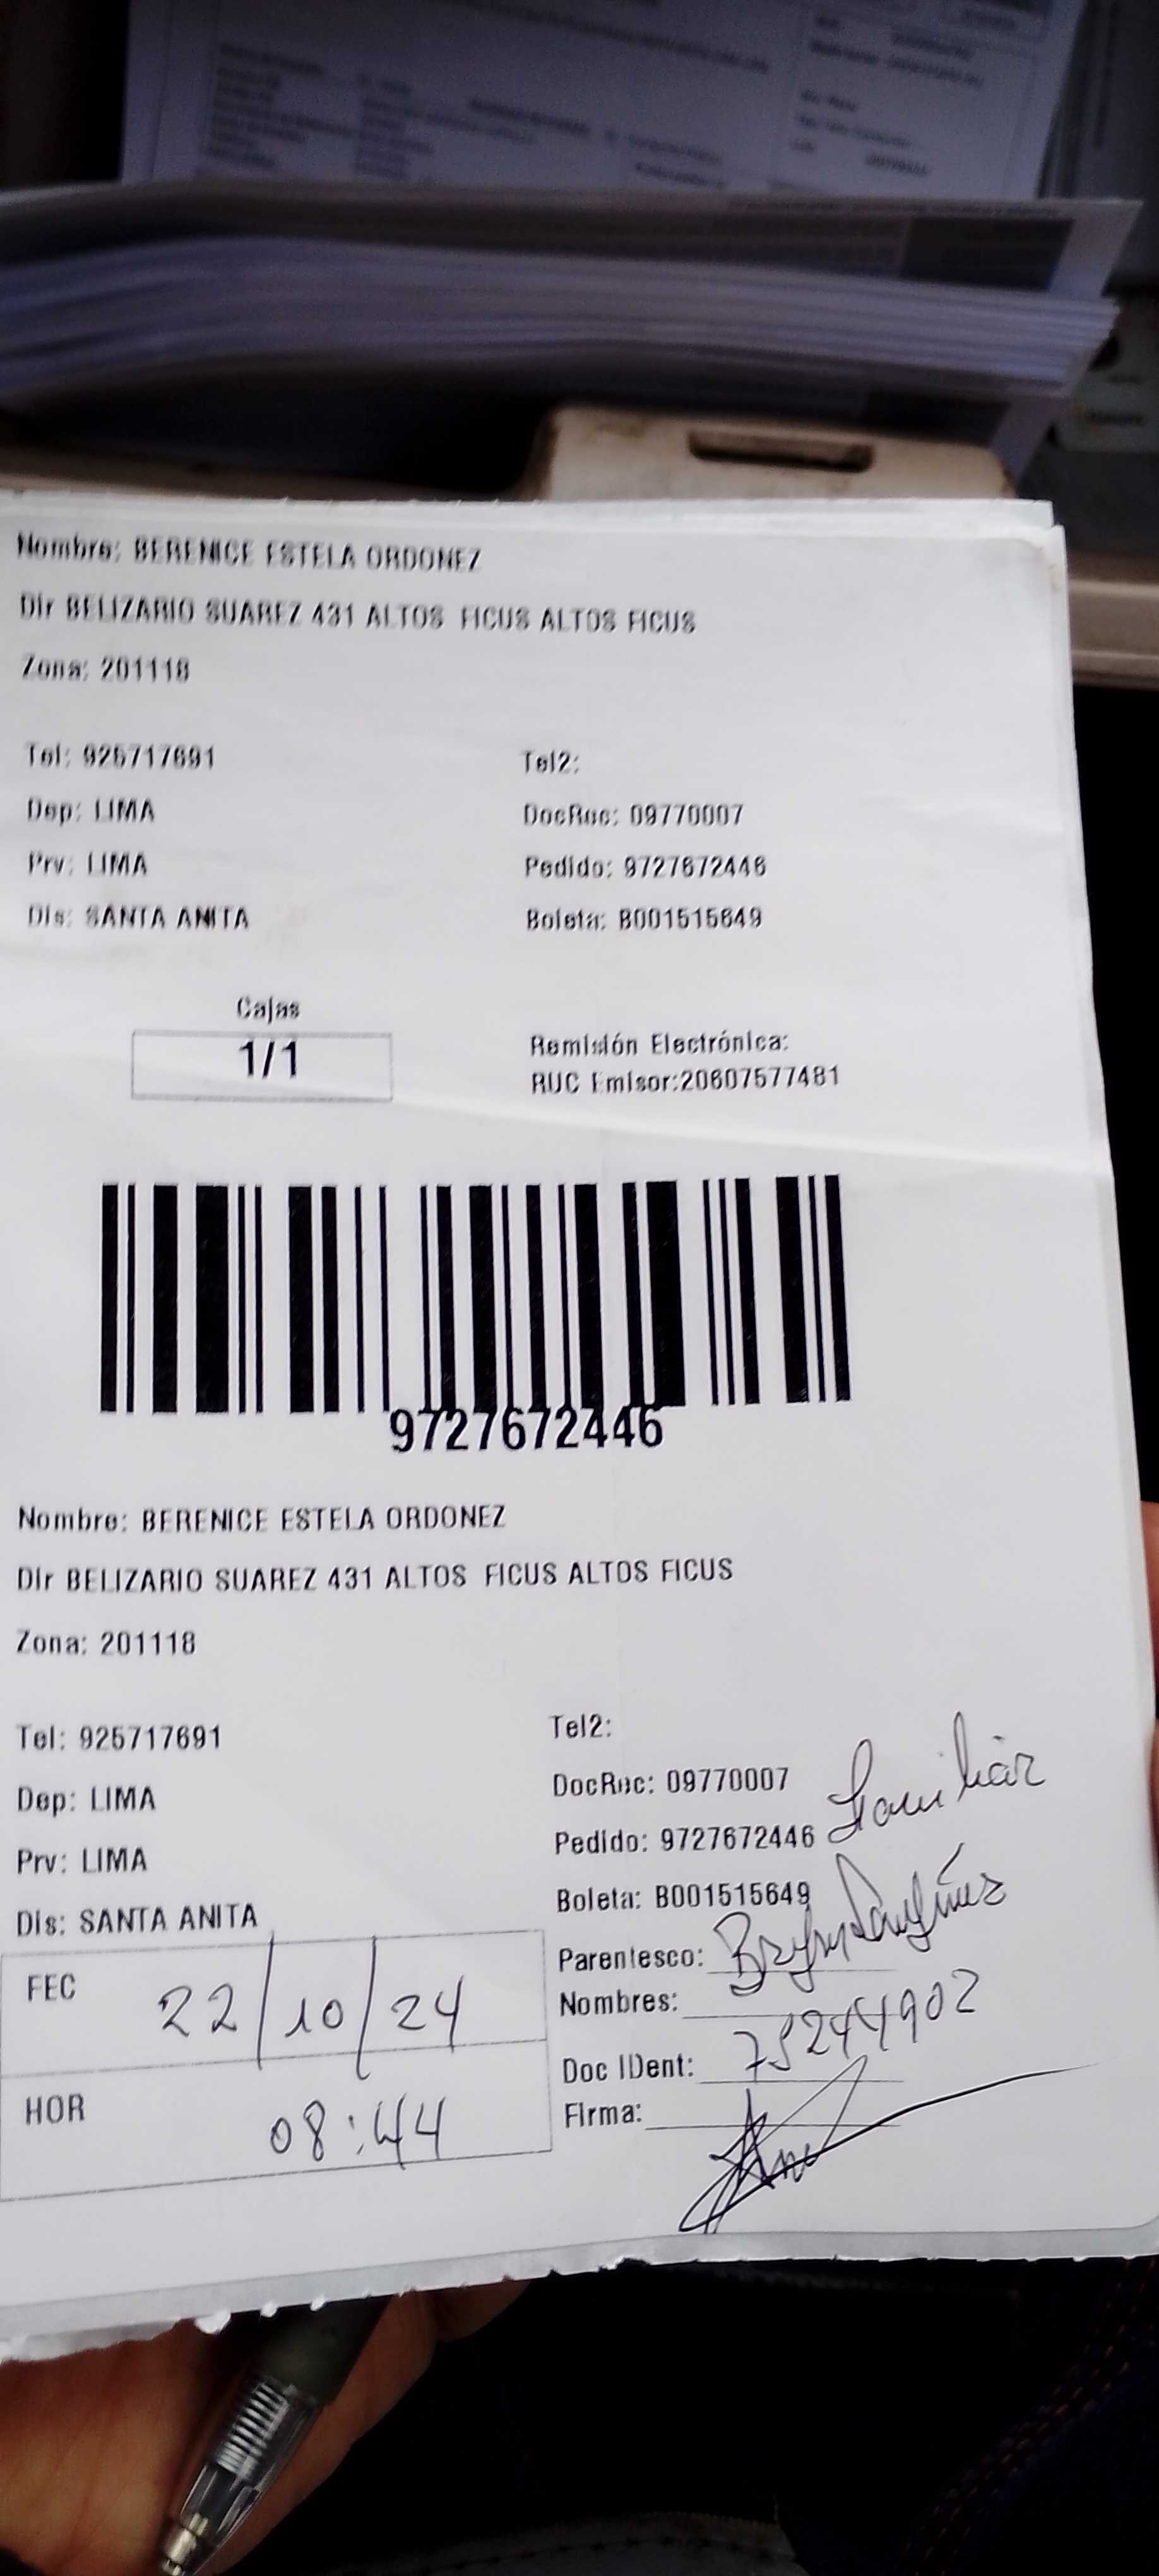 Nombre: BERENICE ESTELA ORDONEZ
Dir BELIZARIO SUAREZ 431 ALTOS FICUS ALTOS FICUS
Zona: 201118
Tel: 925717691
Tel2:
Dep: LIMA
DocRec: 09770007
Prv: LIMA
Pedido: 9727672446
Dis: SANTA ANITA
Boleta: B001515649
Cajas
1/1
Remisión Electrónica:
RUC Emisor:20607577481
9727672446
Nombre: BERENICE ESTELA ORDONEZ
Dir BELIZARIO SUAREZ 431 ALTOS FICUS ALTOS FICUS
Zona: 201118
Tel: 925717691
Tel2:
Dep: LIMA
DocRec: 09770007
Familiar
Prv: LIMA
Pedido: 9727672446
Dis: SANTA ANITA
Boleta: B001515649
Parentesco:
FEC 22/10/24
Nombres:
Doc IDent: 75244902
HOR 08:44
Firma: